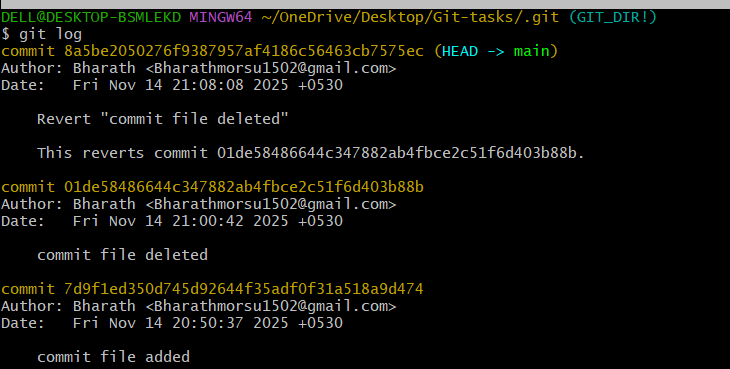 DELL@DESKTOP-BSMLEKD MINGW64 ~/OneDrive/Desktop/Git-tasks/.git (GIT_DIR!)
$ git log
commit 8a5be2050276f9387957af4186c56463cb7575ec (HEAD -> main)
Author: Bharath <Bharathmorsu1502@gmail.com>
Date:   Fri Nov 14 21:08:08 2025 +0530

    Revert "commit file deleted"

    This reverts commit 01de58486644c347882ab4fbce2c51f6d403b88b.

commit 01de58486644c347882ab4fbce2c51f6d403b88b
Author: Bharath <Bharathmorsu1502@gmail.com>
Date:   Fri Nov 14 21:00:42 2025 +0530

    commit file deleted

commit 7d9f1ed350d745d92644f35adf0f31a518a9d474
Author: Bharath <Bharathmorsu1502@gmail.com>
Date:   Fri Nov 14 20:50:37 2025 +0530

    commit file added